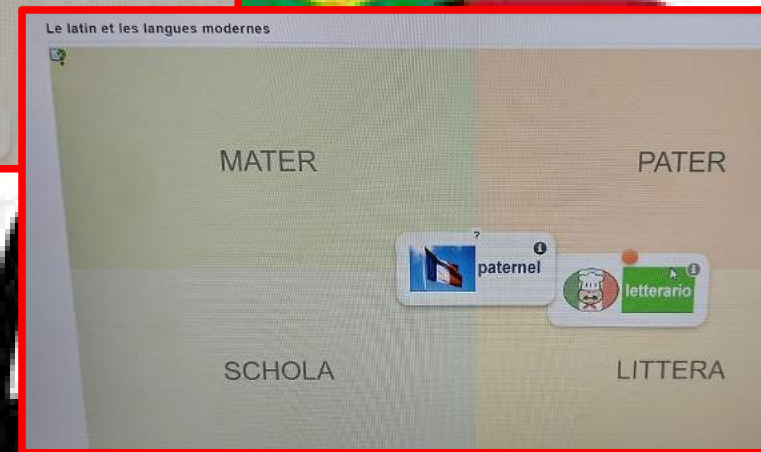 Le latin et les langues modernes
MATER
PATER
?
paternel
letterario
SCHOLA
LITTERA